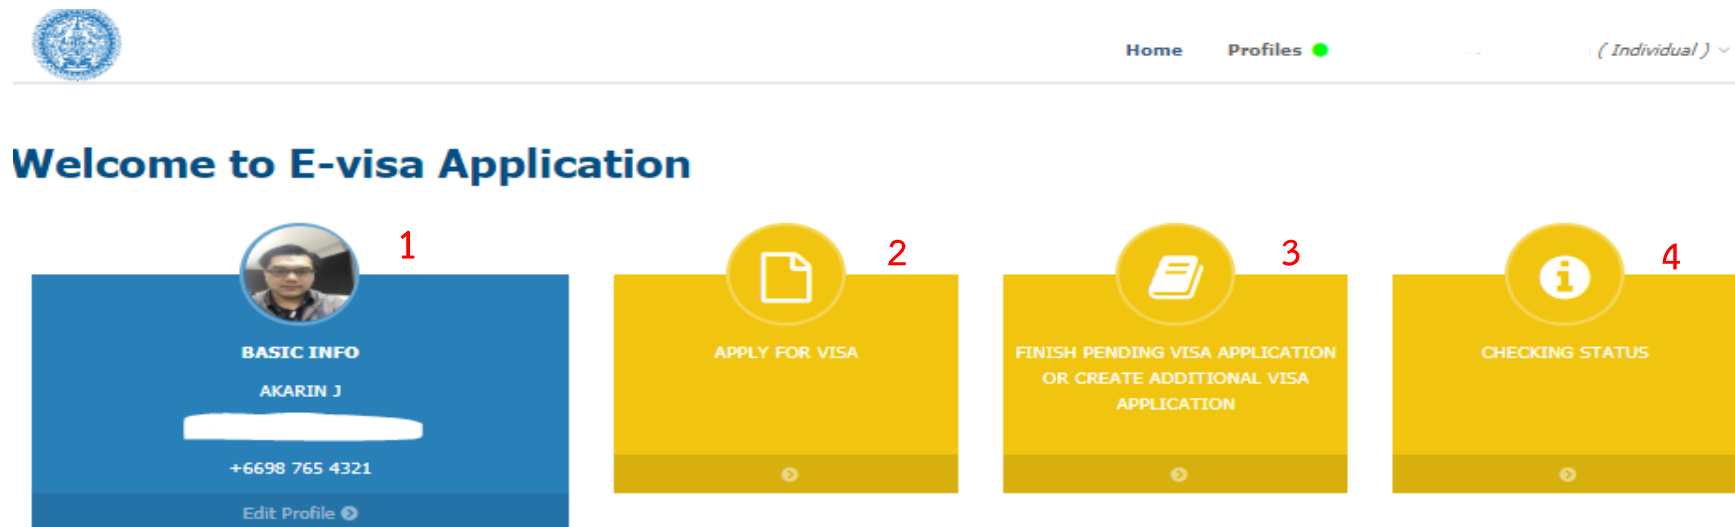 Home Profiles ( Individual )
Welcome to E-visa Application
1
BASIC INFO
AKARIN J
+6698 765 4321
Edit Profile
2
APPLY FOR VISA
3
FINISH PENDING VISA APPLICATION
OR CREATE ADDITIONAL VISA
APPLICATION
4
CHECKING STATUS